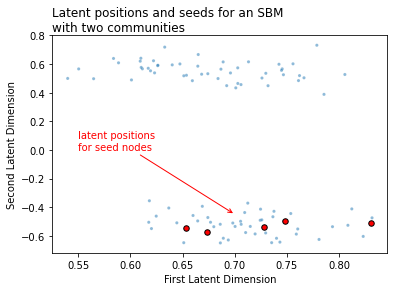 Latent positions and seeds for an SBM
with two communities
Second Latent Dimension
0.8
0.6
0.4
0.2
0.0
−0.2
−0.4
−0.6
latent positions
for seed nodes
0.55
0.60
0.65
0.70
0.75
0.80
First Latent Dimension